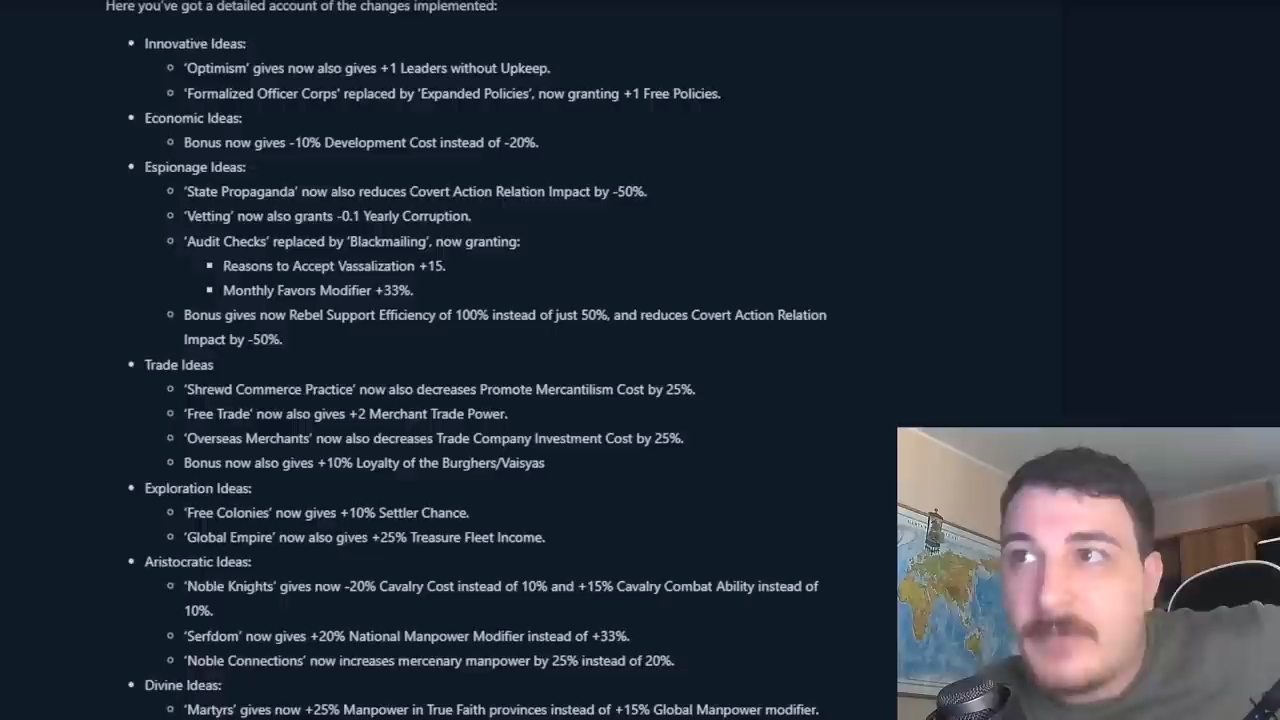 Here you've got a detailed account of the changes implemented:
• Innovative Ideas:
◦ 'Optimism' gives now also gives +1 Leaders without Upkeep.
◦ 'Formalized Officer Corps' replaced by 'Expanded Policies', now granting +1 Free Policies.
• Economic Ideas:
◦ Bonus now gives -10% Development Cost instead of -20%.
• Espionage Ideas:
◦ 'State Propaganda' now also reduces Covert Action Relation Impact by -50%.
◦ 'Vetting' now also grants -0.1 Yearly Corruption.
◦ 'Audit Checks' replaced by 'Blackmailing', now granting:
▪ Reasons to Accept Vassalization +15.
▪ Monthly Favors Modifier +33%.
◦ Bonus gives now Rebel Support Efficiency of 100% instead of just 50%, and reduces Covert Action Relation
Impact by -50%.
• Trade Ideas
◦ 'Shrewd Commerce Practice' now also decreases Promote Mercantilism Cost by 25%.
◦ 'Free Trade' now also gives +2 Merchant Trade Power.
◦ 'Overseas Merchants' now also decreases Trade Company Investment Cost by 25%.
◦ Bonus now also gives +10% Loyalty of the Burghers/Vaisyas
• Exploration Ideas:
◦ 'Free Colonies' now gives +10% Settler Chance.
◦ 'Global Empire' now also gives +25% Treasure Fleet Income.
• Aristocratic Ideas:
◦ 'Noble Knights' gives now -20% Cavalry Cost instead of 10% and +15% Cavalry Combat Ability instead of
10%.
◦ 'Serfdom' now gives +20% National Manpower Modifier instead of +33%.
◦ 'Noble Connections' now increases mercenary manpower by 25% instead of 20%.
• Divine Ideas:
◦ 'Martyrs' gives now +25% Manpower in True Faith provinces instead of +15% Global Manpower modifier.